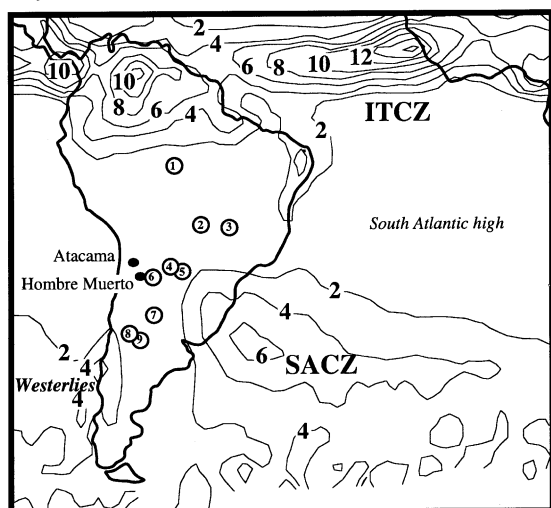 2
4
10
10
6 8 10 12
8 6 4
ITCZ
2
1
2 3
South Atlantic high
Atacama
4 5
Hombre Muerto 6
2
7
4
8 9
6
SACZ
2
4
Westerlies
4
4